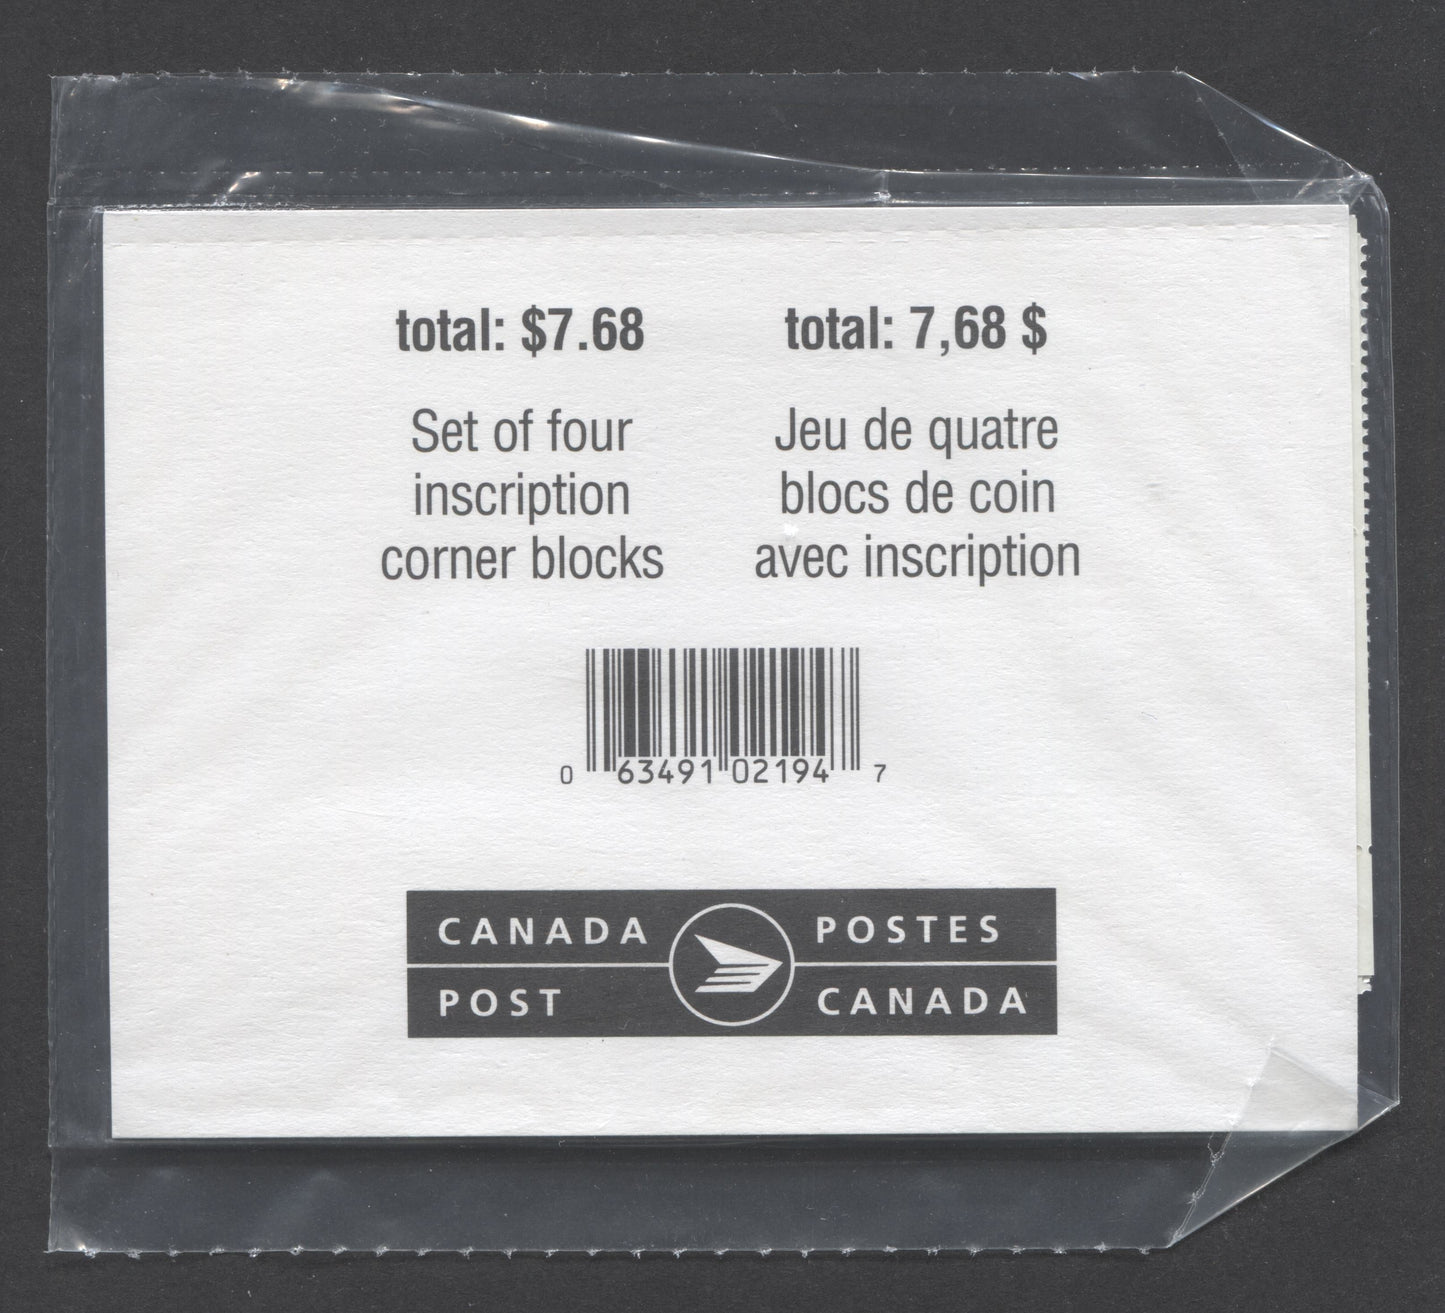 total: $7.68
Set of four
inscription
corner blocks
total: 7,68 $
Jeu de quatre
blocs de coin
avec inscription
0 63491 02194 7
CANADA
POST
POSTES
CANADA